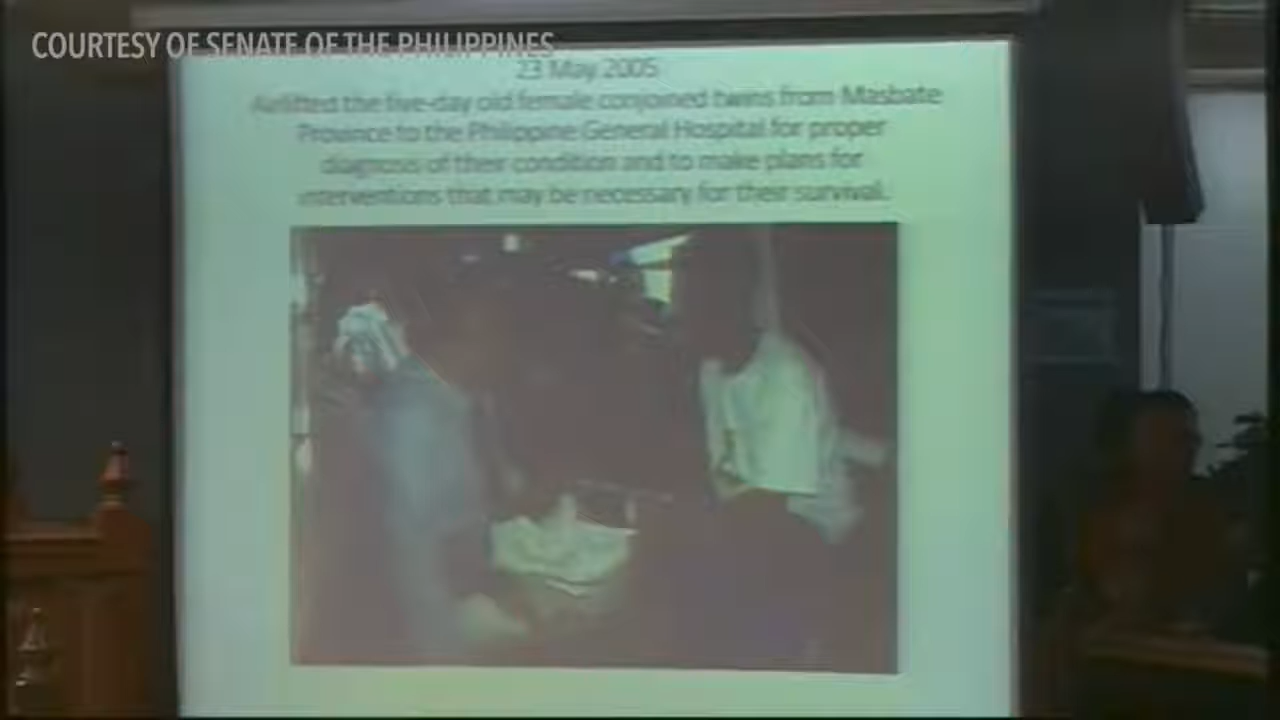 COURTESY OF SENATE OF THE PHILIPPINES
23 May 2005
Airlifted the five-day old female conjoined twins from Masbate
Province to the Philippine General Hospital for proper
diagnosis of their condition and to make plans for
interventions that may be necessary for their survival.